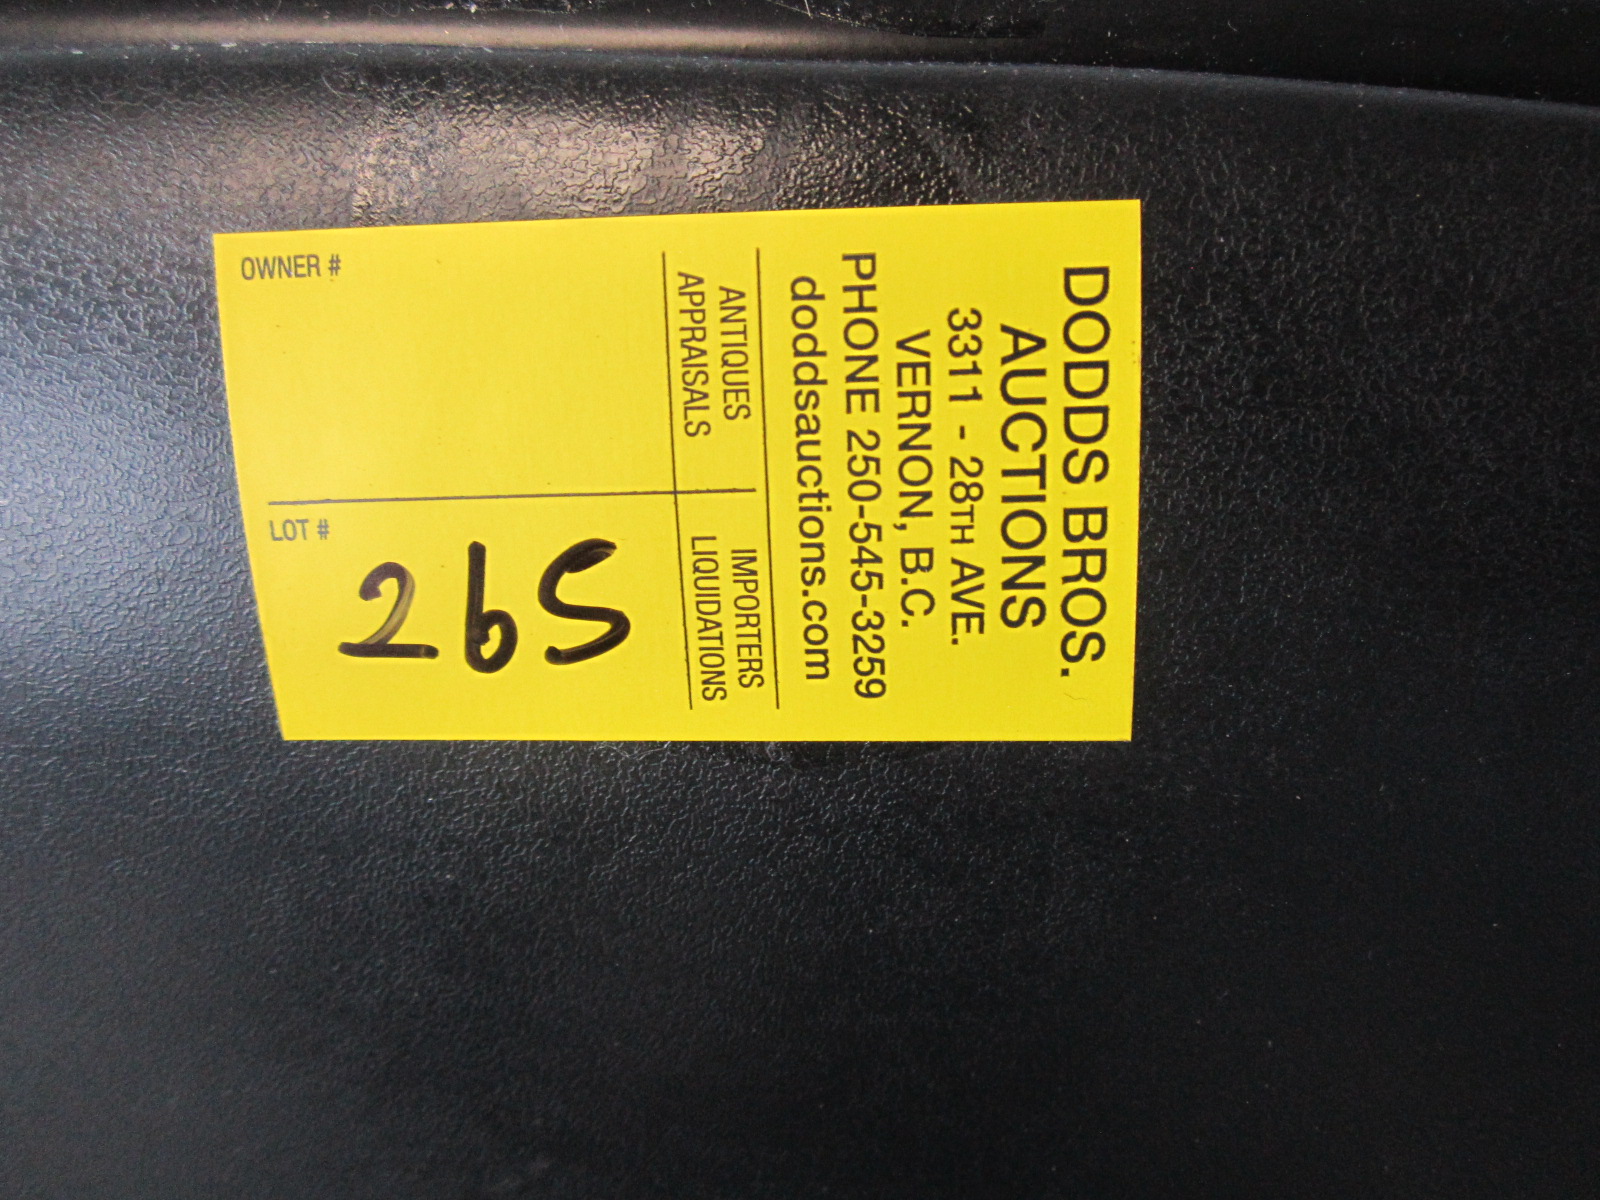 DODDS BROS.
AUCTIONS
3311 - 28TH AVE.
VERNON, B.C.
PHONE 250-545-3259
doddsauctions.com
ANTIQUES
APPRAISALS
IMPORTERS
LIQUIDATIONS
OWNER #
LOT #
265